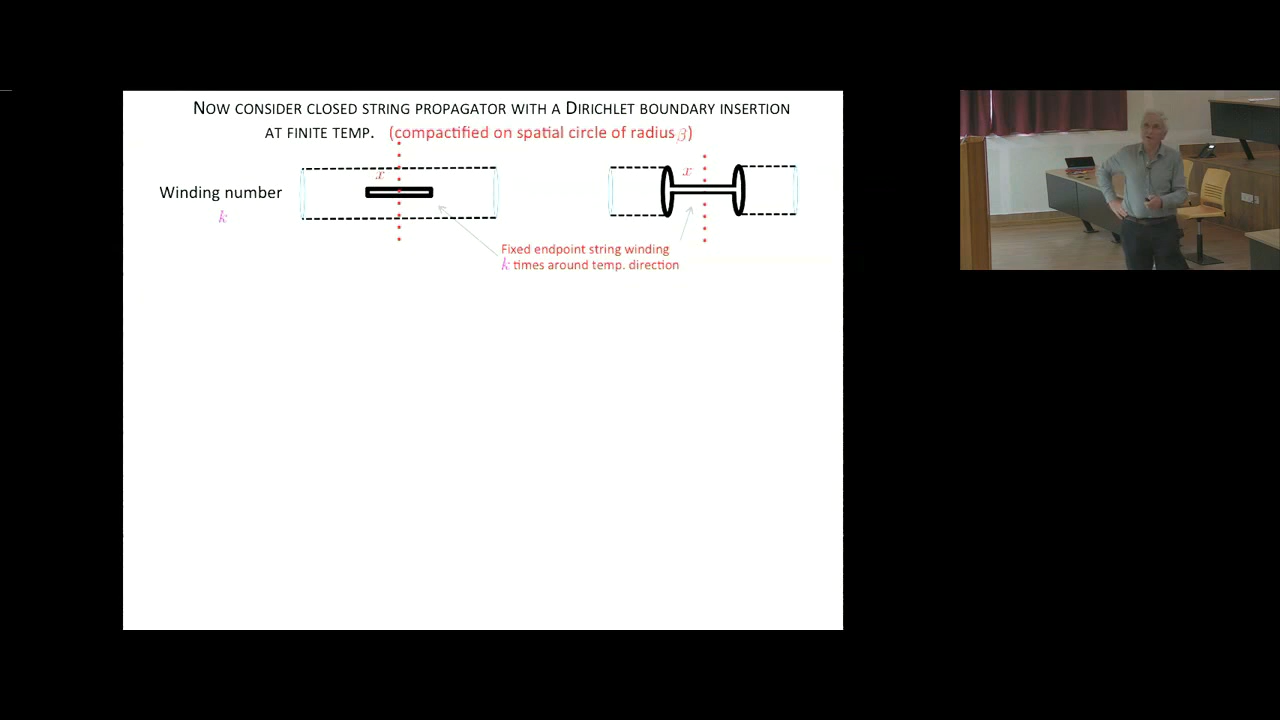 NOW CONSIDER CLOSED STRING PROPAGATOR WITH A DIRICHLET BOUNDARY INSERTION
AT FINITE TEMP. (compactified on spatial circle of radius β)
x
x
Winding number
k
Fixed endpoint string winding
k times around temp. direction